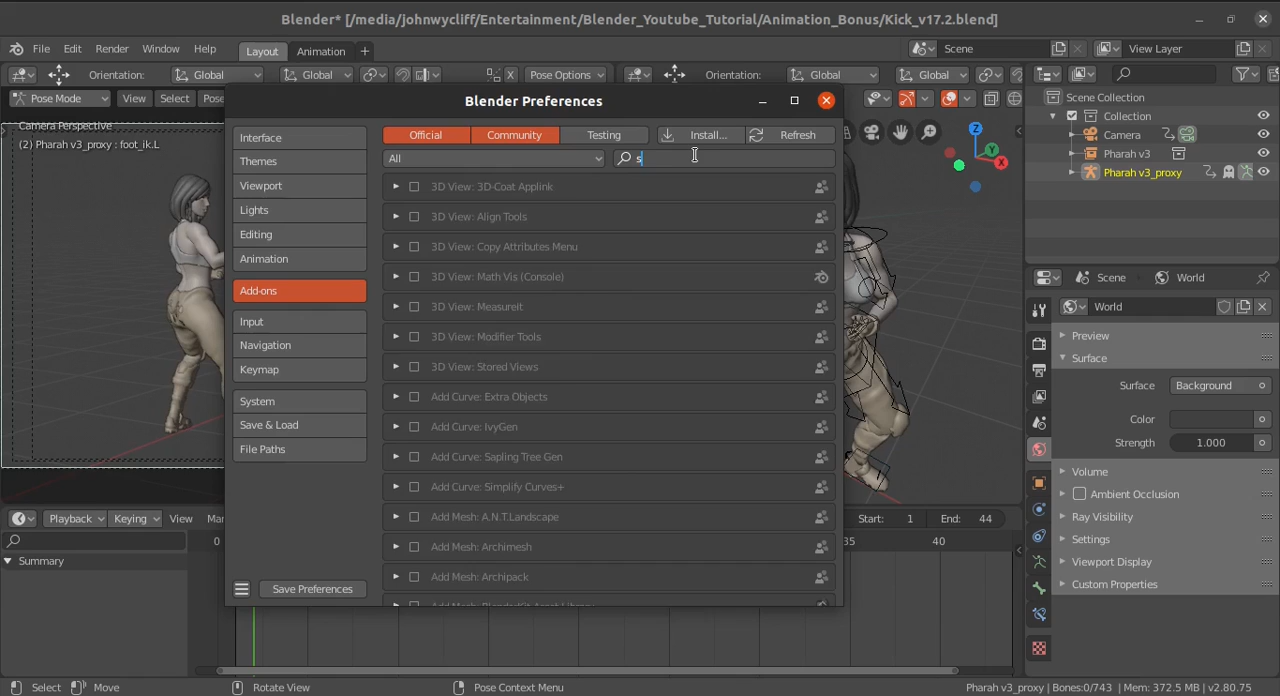 Blender* [/media/johnwycliff/Entertainment/Blender_Youtube_Tutorial/Animation_Bonus/Kick_v17.2.blend]
File Edit Render Window Help Layout Animation + Scene View Layer
Orientation: Global Global X Pose Options Orientation: Global Global
Pose Mode View Select Pose
Camera Perspective
(2) Pharah v3_proxy : foot_ik.L
Blender Preferences
Interface
Themes
Viewport
Lights
Editing
Animation
Add-ons
Input
Navigation
Keymap
System
Save & Load
File Paths
Save Preferences
Official Community Testing Install... Refresh
All s
3D View: 3D-Coat Applink
3D View: Align Tools
3D View: Copy Attributes Menu
3D View: Math Vis (Console)
3D View: Measureit
3D View: Modifier Tools
3D View: Stored Views
Add Curve: Extra Objects
Add Curve: IvyGen
Add Curve: Sapling Tree Gen
Add Curve: Simplify Curves+
Add Mesh: A.N.T.Landscape
Add Mesh: Archimesh
Add Mesh: Archipack
Add Mesh: BlenderKit Asset Library
Z
Y
X
Scene Collection
Collection
Camera
Pharah v3
Pharah v3_proxy
Scene World
World
Preview
Surface
Surface Background
Color
Strength 1.000
Volume
Ambient Occlusion
Ray Visibility
Settings
Viewport Display
Custom Properties
Playback Keying View Mar Start: 1 End: 44
0 35 40
Summary
Select Move Rotate View Pose Context Menu Pharah v3_proxy | Bones:0/743 | Mem: 372.5 MB | v2.80.75